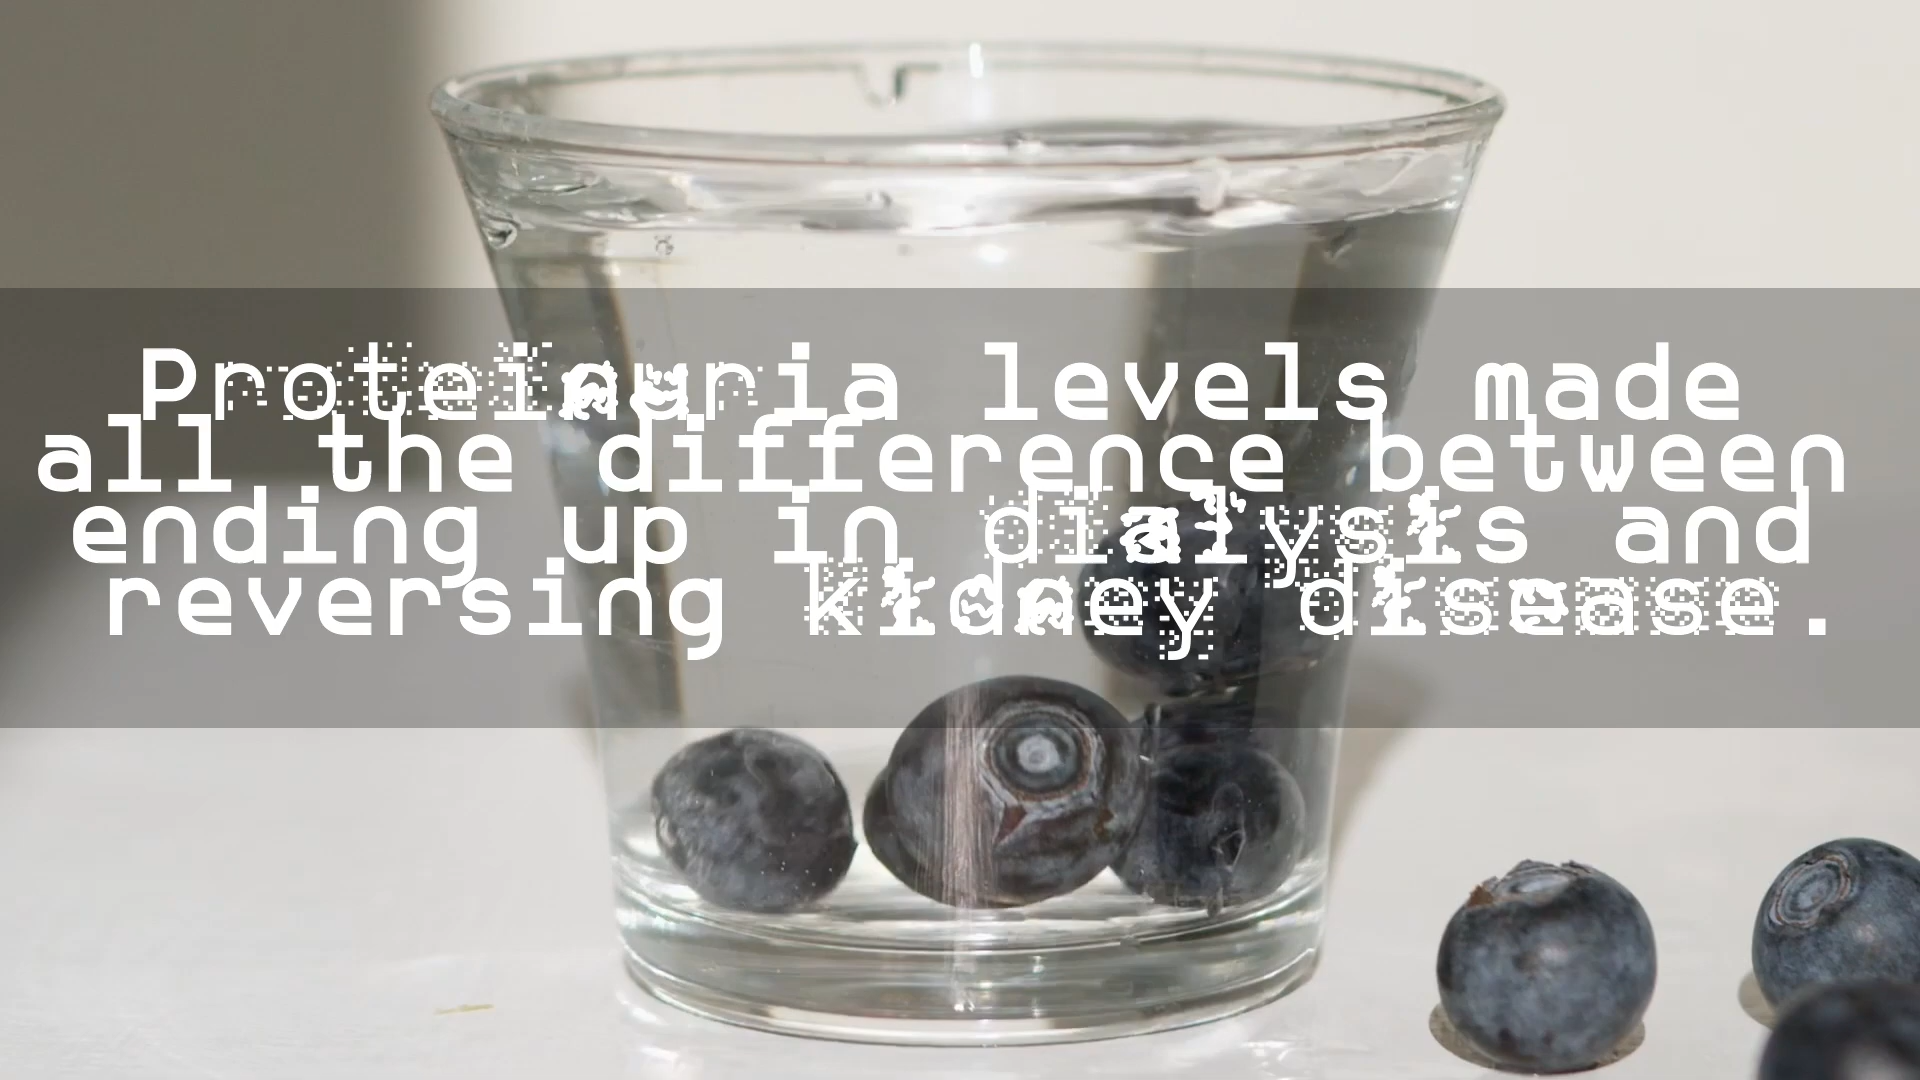 Proteinuria levels made
all the difference between
ending up in dialysis and
reversing kidney disease.